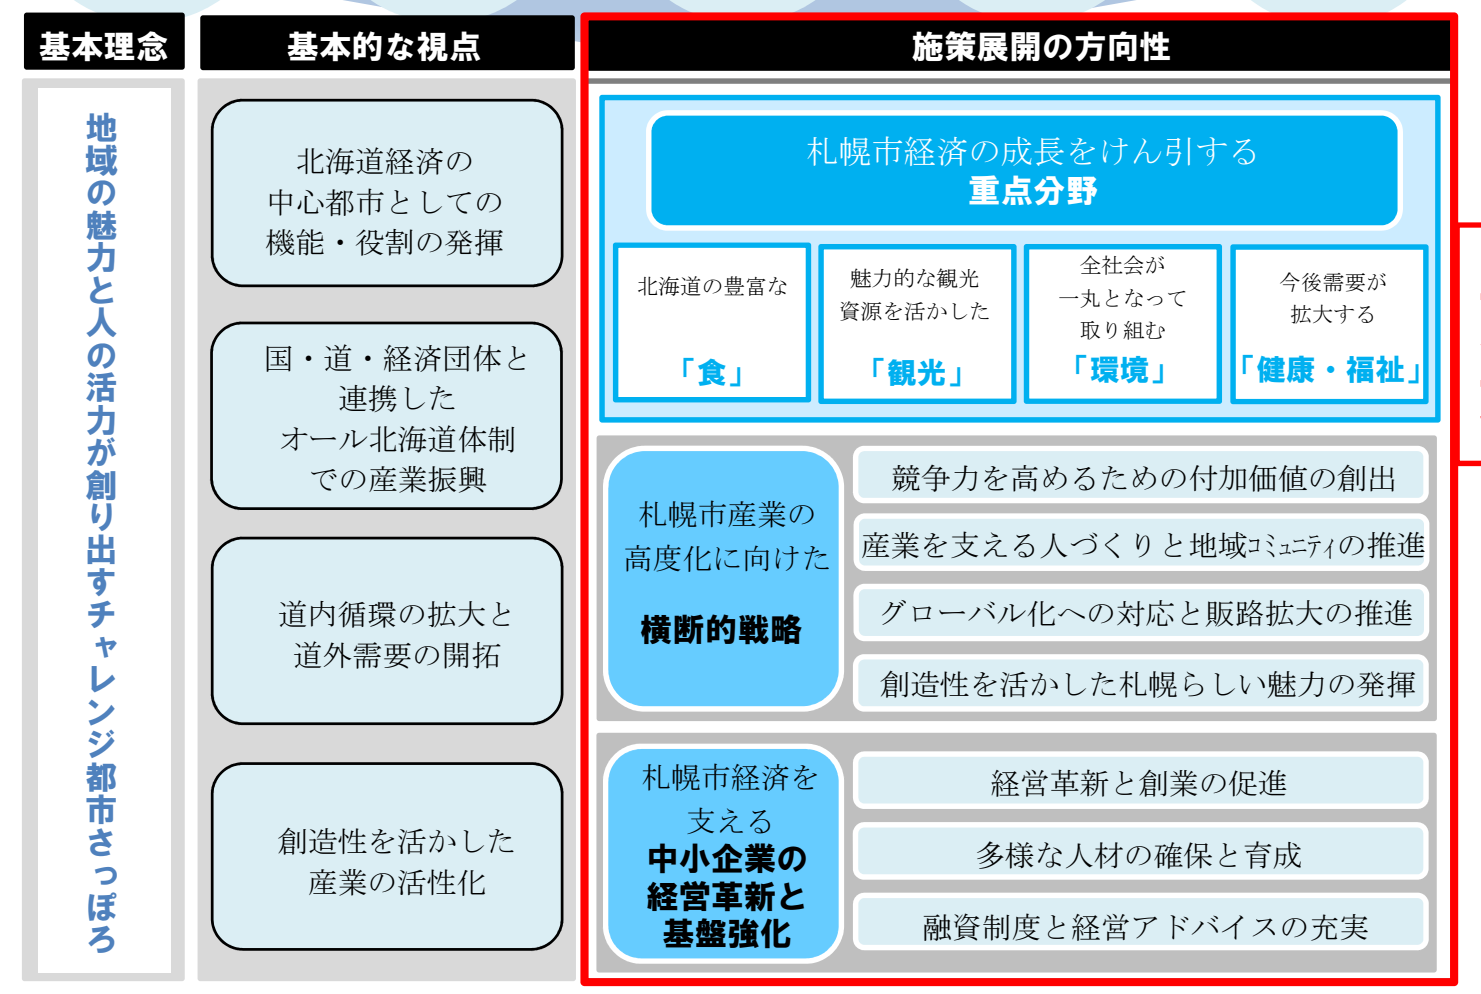 基本理念
基本的な視点
施策展開の方向性
地域の魅力と人の活力が創り出すチャレンジ都市さっぽろ
北海道経済の
中心都市としての
機能・役割の発揮
国・道・経済団体と
連携した
オール北海道体制
での産業振興
道内循環の拡大と
道外需要の開拓
創造性を活かした
産業の活性化
札幌市経済の成長をけん引する
重点分野
北海道の豊富な
「食」
魅力的な観光
資源を活かした
「観光」
全社会が
一丸となって
取り組む
「環境」
今後需要が
拡大する
「健康・福祉」
札幌市産業の
高度化に向けた
横断的戦略
競争力を高めるための付加価値の創出
産業を支える人づくりと地域ｺﾐｭﾆﾃｨの推進
グローバル化への対応と販路拡大の推進
創造性を活かした札幌らしい魅力の発揮
札幌市経済を
支える
中小企業の
経営革新と
基盤強化
経営革新と創業の促進
多様な人材の確保と育成
融資制度と経営アドバイスの充実